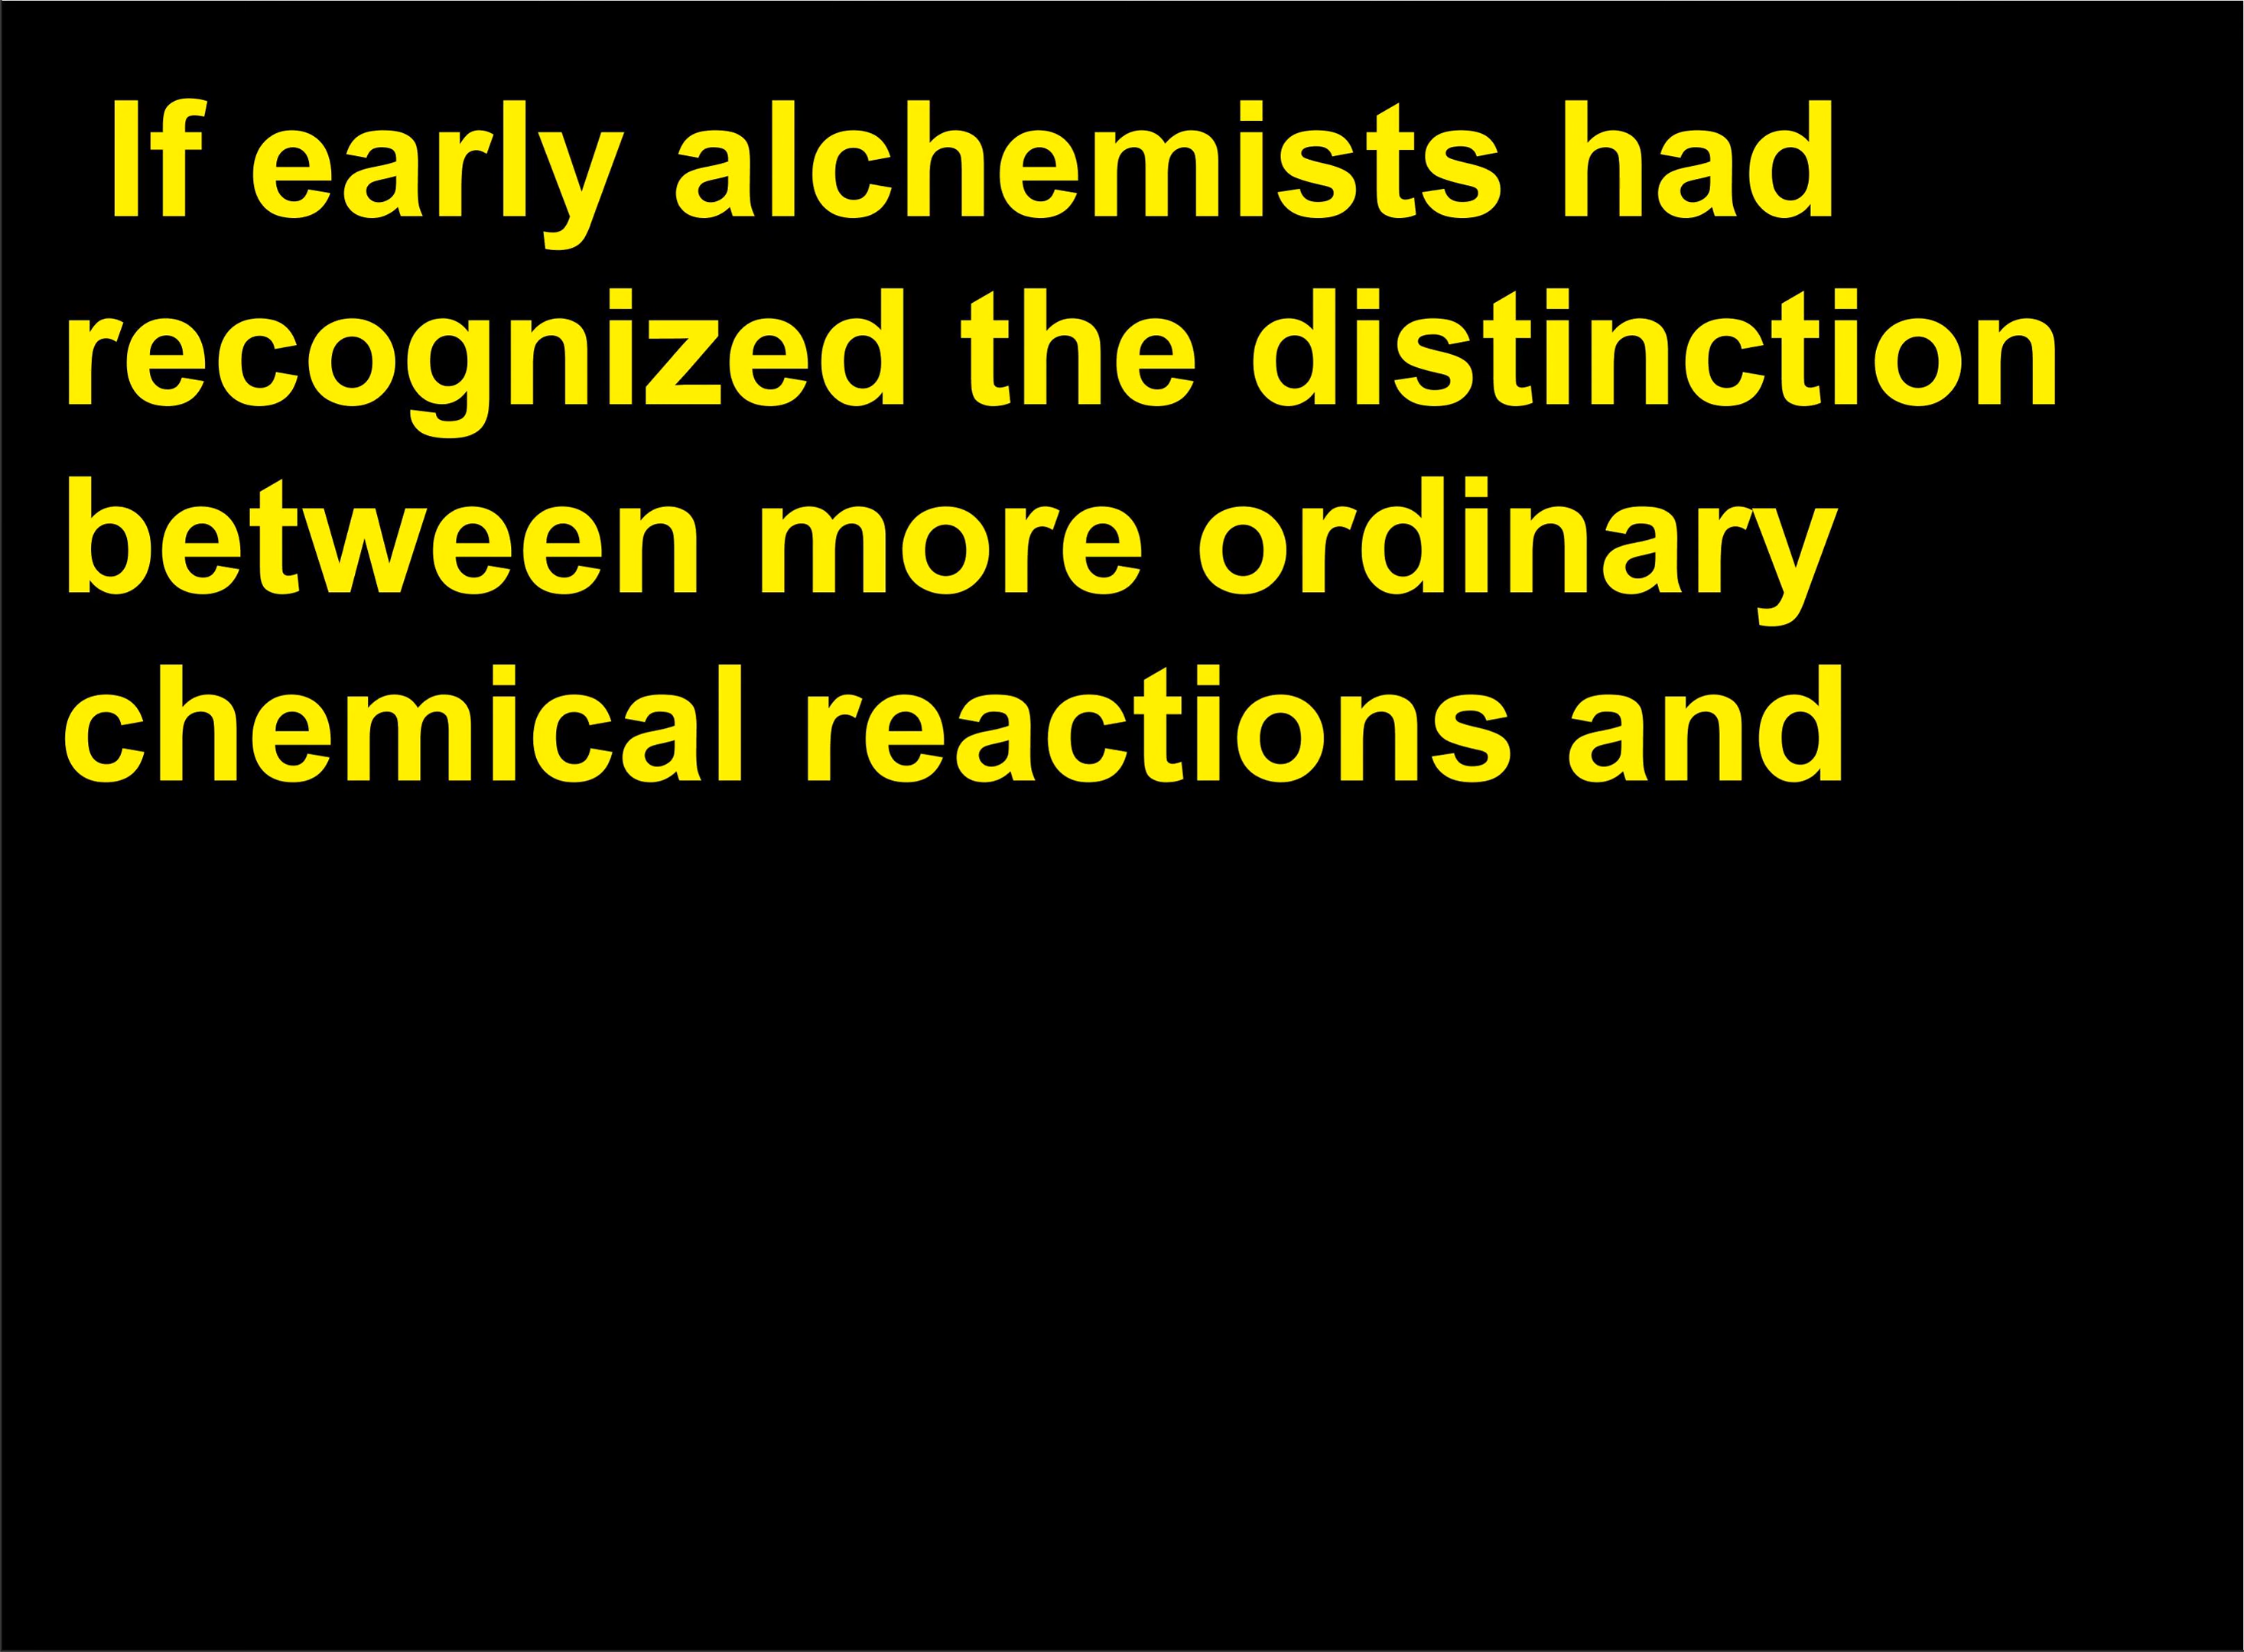 If early alchemists had
recognized the distinction
between more ordinary
chemical reactions and